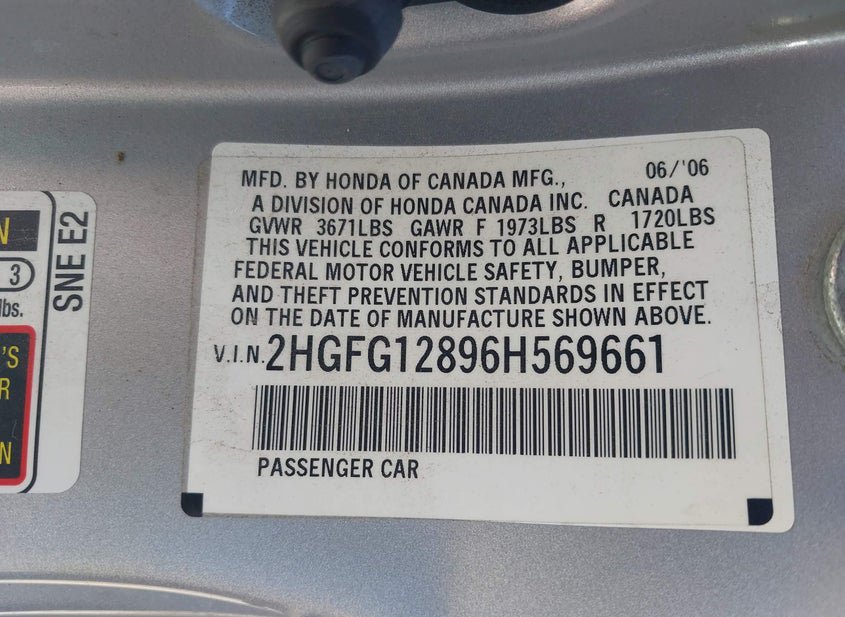 MFD. BY HONDA OF CANADA MFG., 06/'06
A DIVISION OF HONDA CANADA INC. CANADA
GVWR 3671LBS GAWR F 1973LBS R 1720LBS
THIS VEHICLE CONFORMS TO ALL APPLICABLE
FEDERAL MOTOR VEHICLE SAFETY, BUMPER,
AND THEFT PREVENTION STANDARDS IN EFFECT
ON THE DATE OF MANUFACTURE SHOWN ABOVE.
V.I.N. 2HGFG12896H569661
PASSENGER CAR
SNE E2
N
3
lbs.
'S
R
N